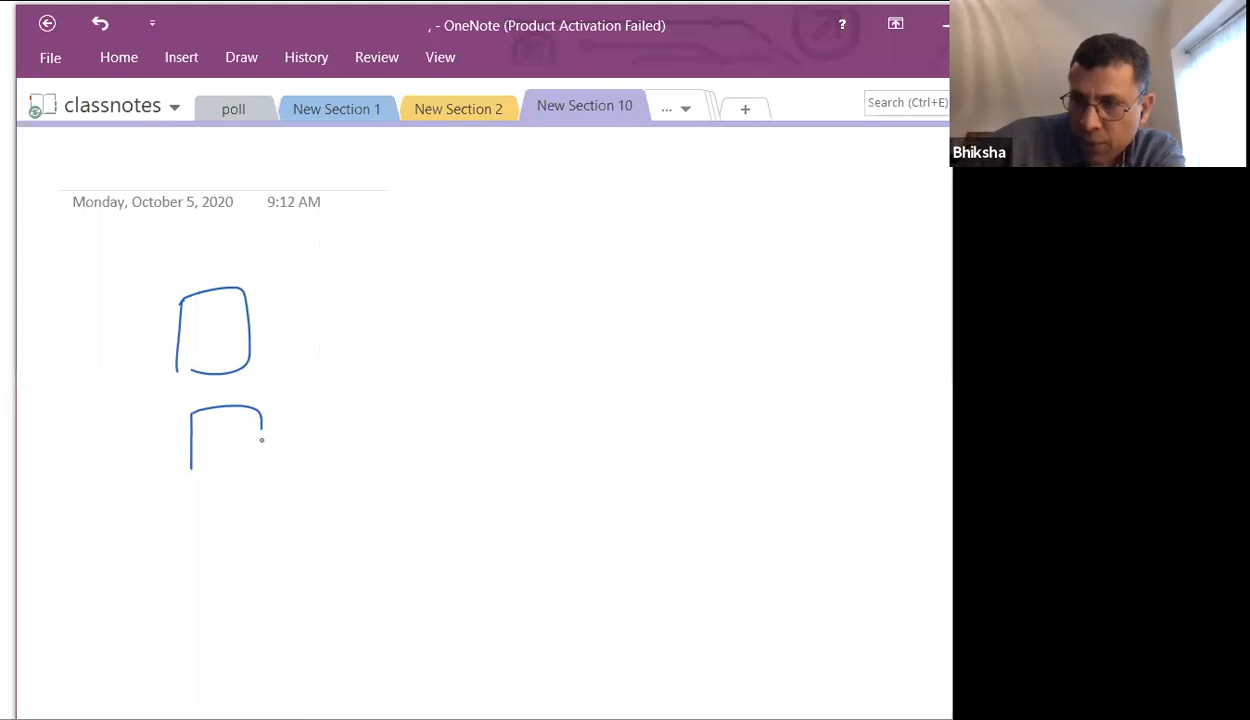 , - OneNote (Product Activation Failed)
?
File Home Insert Draw History Review View
classnotes poll New Section 1 New Section 2 New Section 10 ... + Search (Ctrl+E)
Bhiksha
Monday, October 5, 2020 9:12 AM